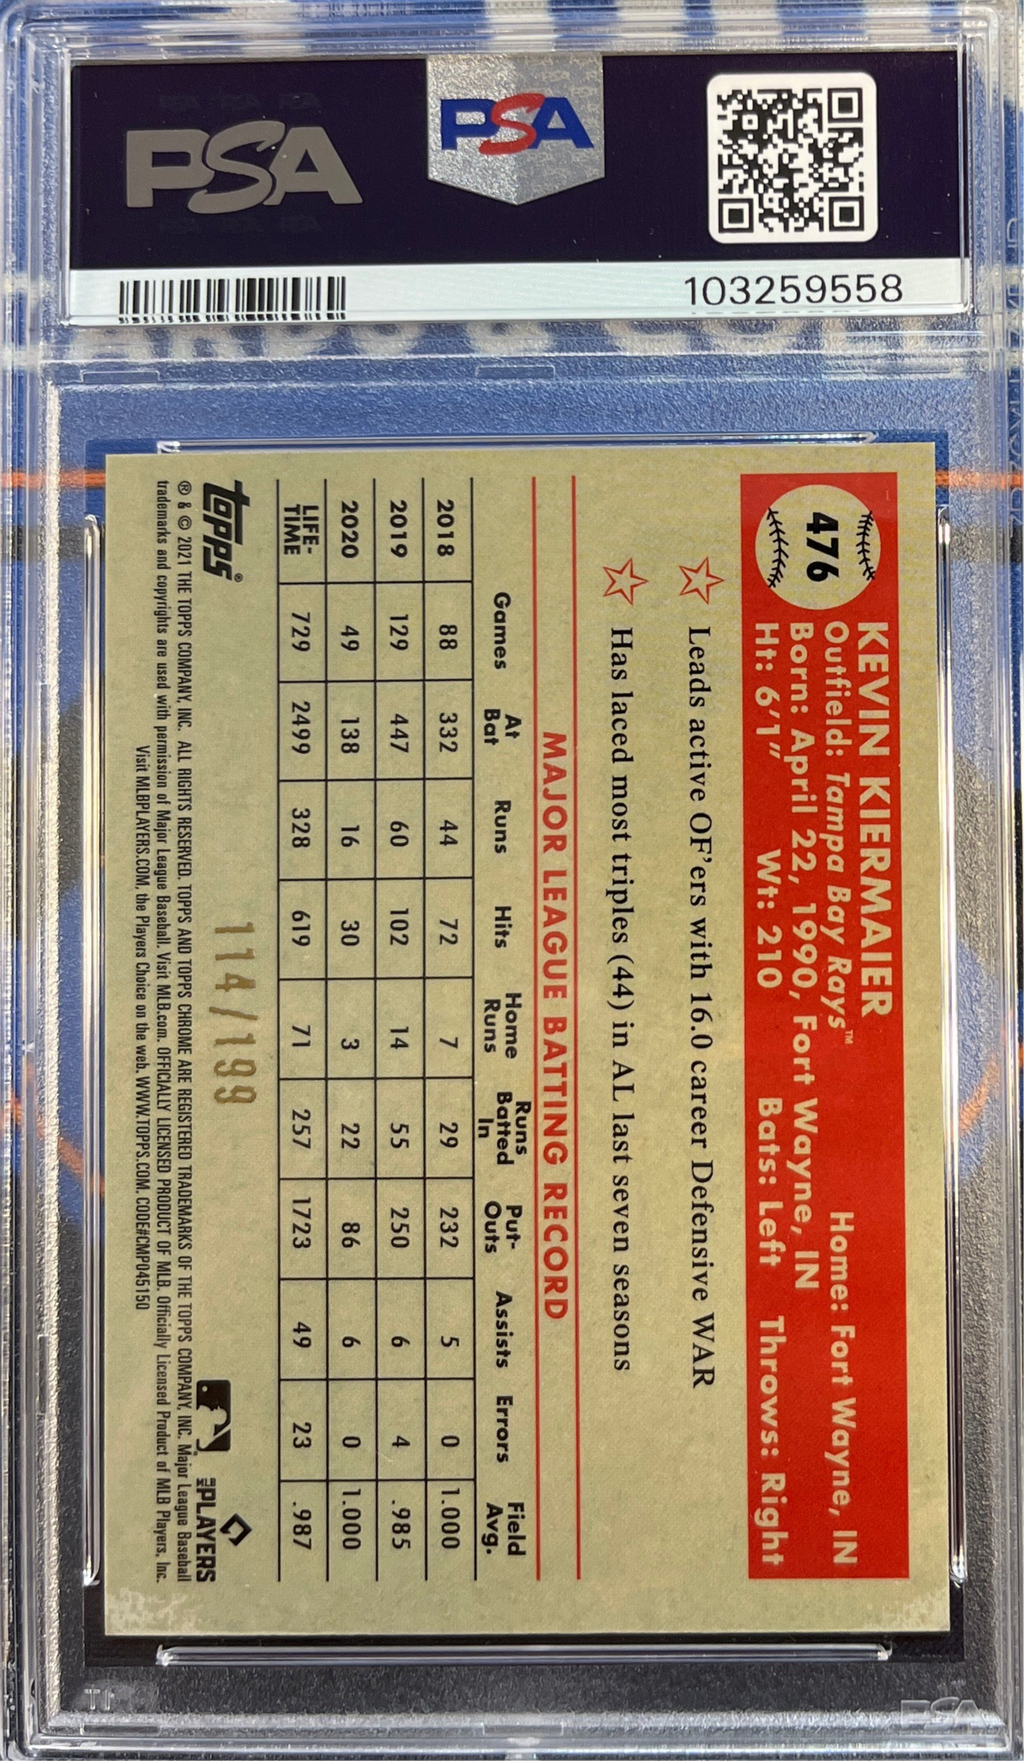 PSA
PSA
103259558
476
KEVIN KIERMAIER
Outfield: Tampa Bay Rays™ Home: Fort Wayne, IN
Born: April 22, 1990, Fort Wayne, IN
Ht: 6'1" Wt: 210 Bats: Left Throws: Right
Leads active OF'ers with 16.0 career Defensive WAR
Has laced most triples (44) in AL last seven seasons
MAJOR LEAGUE BATTING RECORD
Games At Bat Runs Hits Home Runs Runs Batted In Put-Outs Assists Errors Field Avg.
2018 88 332 44 72 7 29 232 5 0 1.000
2019 129 447 60 102 14 55 250 6 4 .985
2020 49 138 16 30 3 22 86 6 0 1.000
LIFE-TIME 729 2499 328 619 71 257 1723 49 23 .987
topps®
114/199
MLB PLAYERS
® & © 2021 THE TOPPS COMPANY, INC. ALL RIGHTS RESERVED. TOPPS AND TOPPS CHROME ARE REGISTERED TRADEMARKS OF THE TOPPS COMPANY, INC. Major League Baseball
trademarks and copyrights are used with permission of Major League Baseball. Visit MLB.com. OFFICIALLY LICENSED PRODUCT OF MLB. Officially Licensed Product of MLB Players, Inc.
Visit MLBPLAYERS.COM, the Players Choice on the web. WWW.TOPPS.COM. CODE#CMP045150
PSA